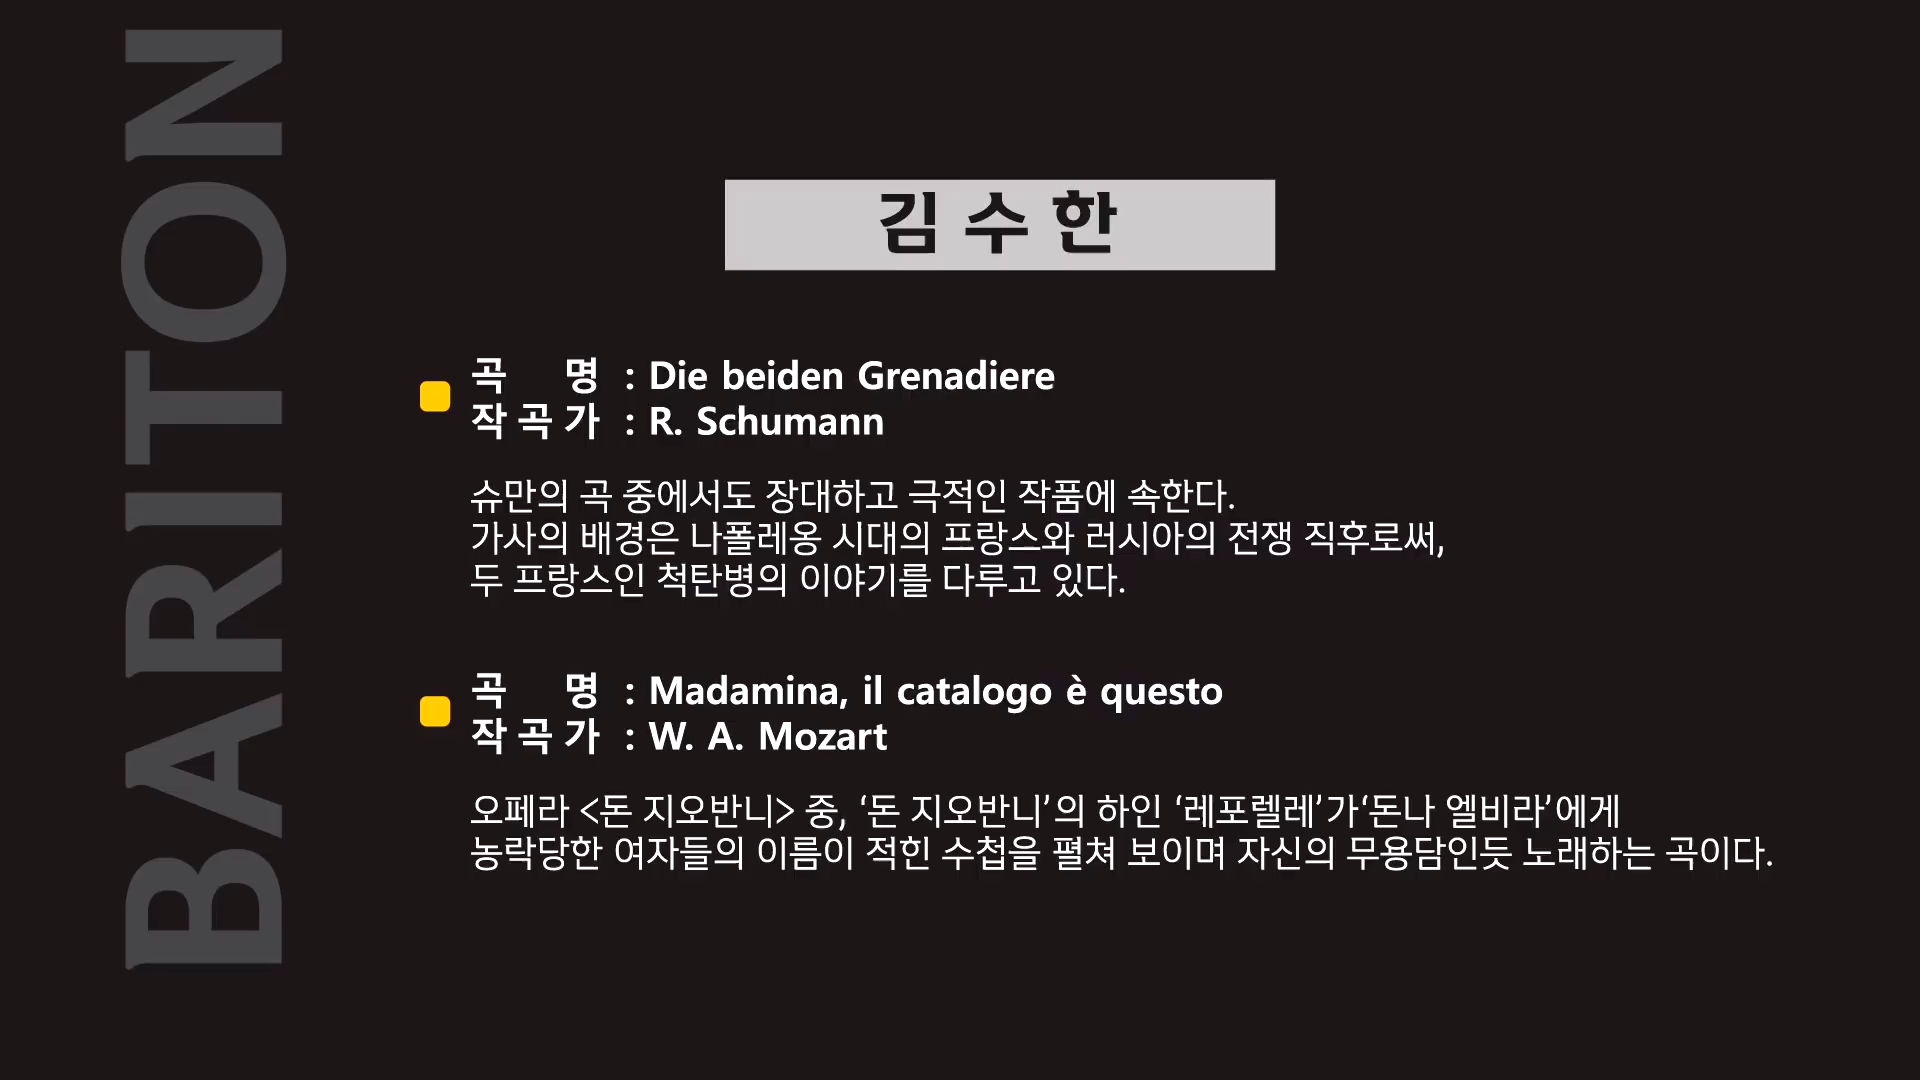 BARITON
김 수 한
곡 명 : Die beiden Grenadiere
작 곡 가 : R. Schumann
슈만의 곡 중에서도 장대하고 극적인 작품에 속한다.
가사의 배경은 나폴레옹 시대의 프랑스와 러시아의 전쟁 직후로써,
두 프랑스인 척탄병의 이야기를 다루고 있다.
곡 명 : Madamina, il catalogo è questo
작 곡 가 : W. A. Mozart
오페라 <돈 지오반니> 중, ‘돈 지오반니’의 하인 ‘레포렐레’가‘돈나 엘비라’에게
농락당한 여자들의 이름이 적힌 수첩을 펼쳐 보이며 자신의 무용담인듯 노래하는 곡이다.